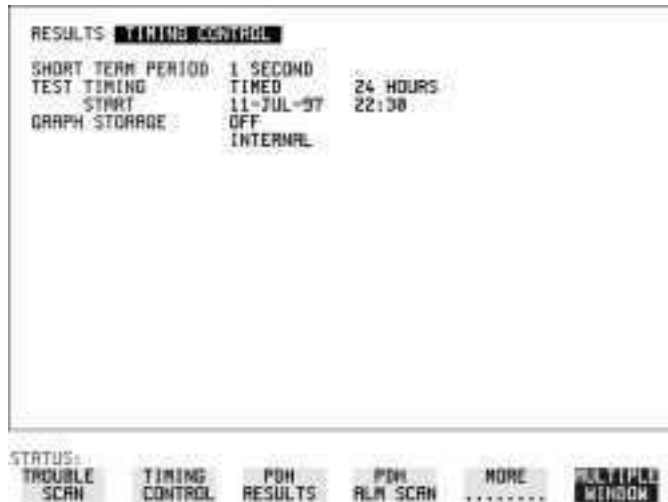 RESULTS TIMING CONTROL
SHORT TERM PERIOD 1 SECOND
TEST TIMING TIMED 24 HOURS
START 11-JUL-97 22:30
GRAPH STORAGE OFF
INTERNAL
STATUS:
TROUBLE SCAN TIMING CONTROL PDH RESULTS PDH ALM SCAN MORE ........ MULTIPLE WINDOW